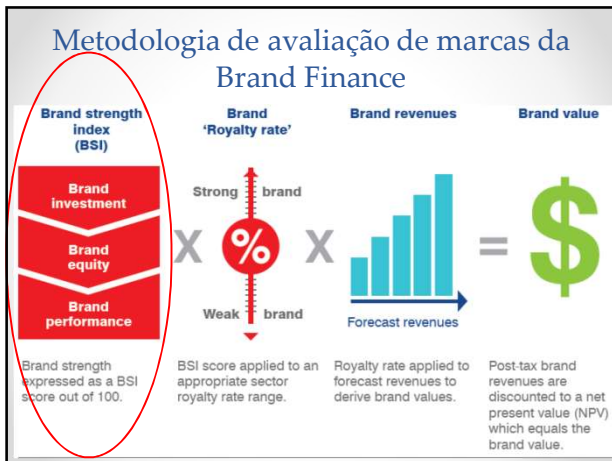 Metodologia de avaliação de marcas da
Brand Finance
Brand strength
index
(BSI)
Brand
investment
Brand
equity
Brand
performance
Brand strength
expressed as a BSI
score out of 100.
X
Brand
‘Royalty rate’
Strong brand
%
Weak brand
BSI score applied to an
appropriate sector
royalty rate range.
X
Brand revenues
Forecast revenues
Royalty rate applied to
forecast revenues to
derive brand values.
=
Brand value
$
Post-tax brand
revenues are
discounted to a net
present value (NPV)
which equals the
brand value.